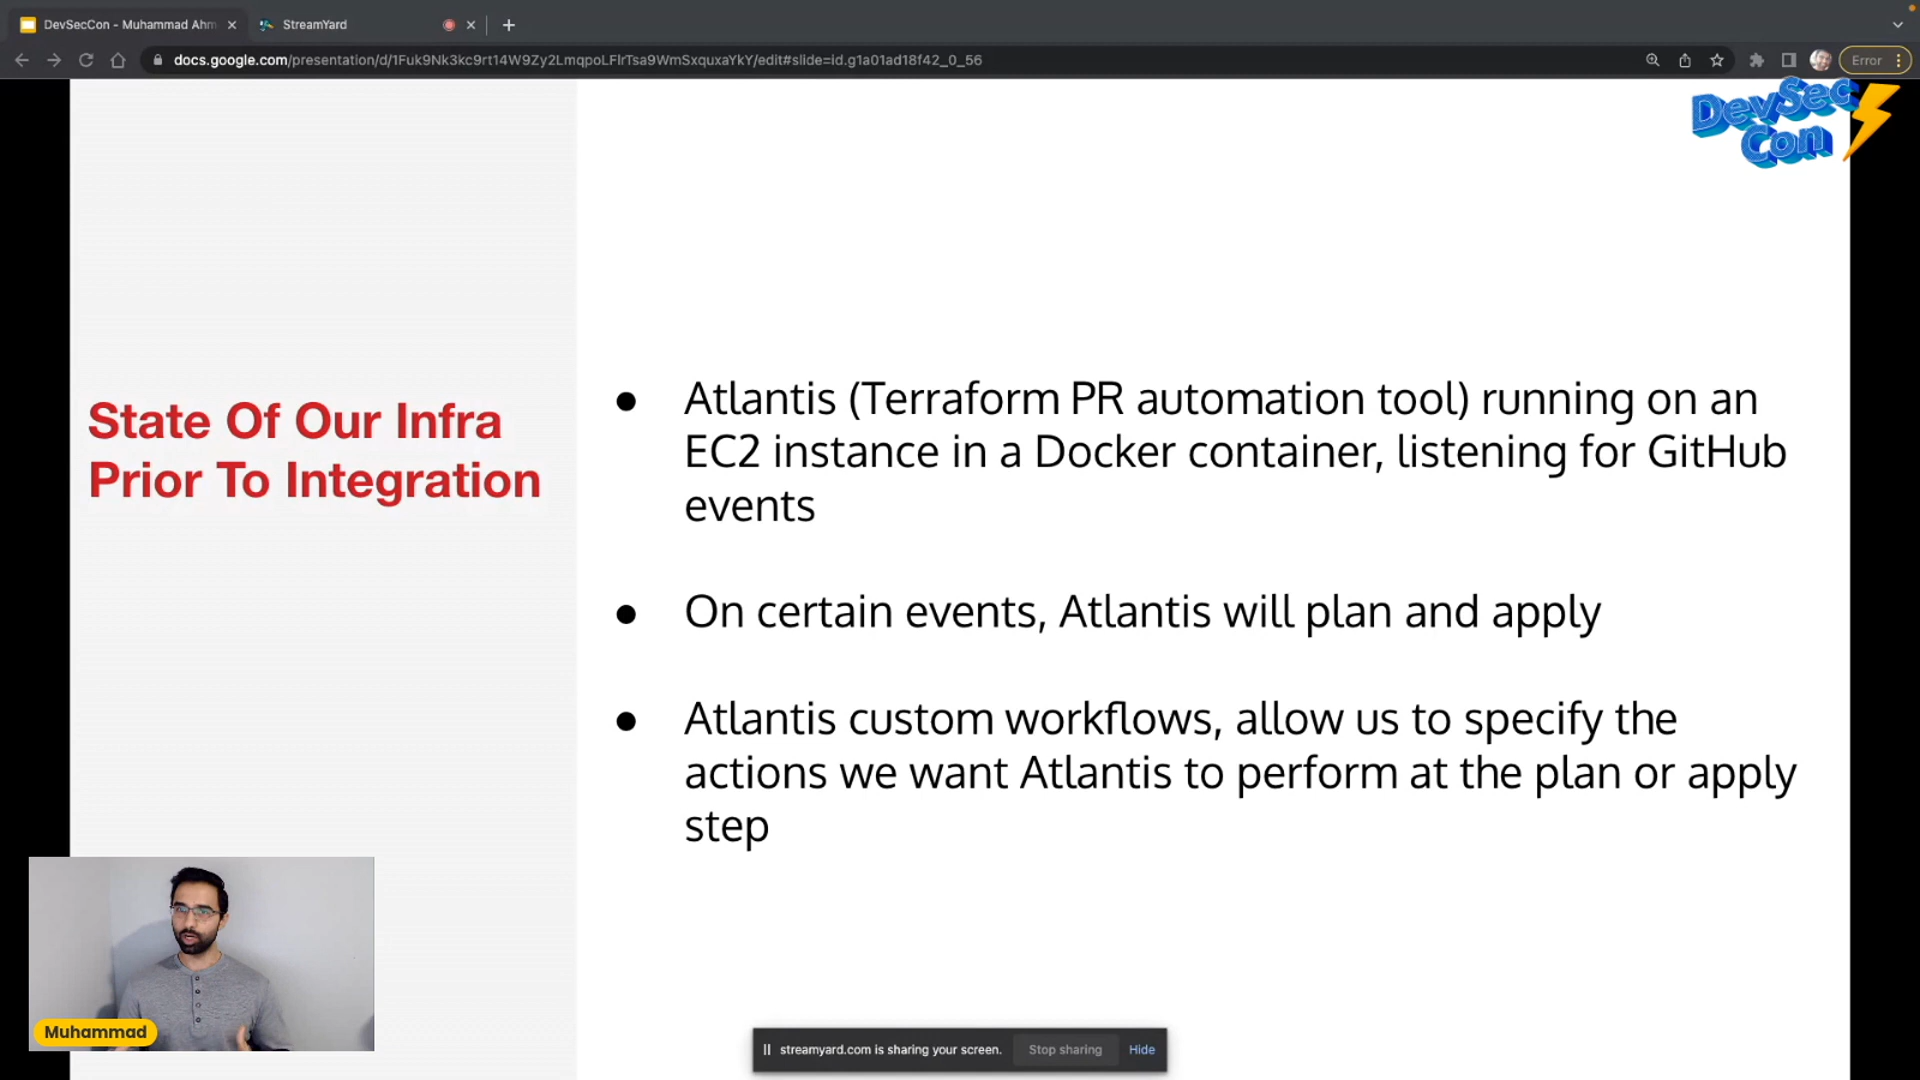 DevSecCon - Muhammad Ahm
StreamYard
docs.google.com/presentation/d/1Fuk9Nk3kc9rt14W9Zy2LmqpoLFlrTsa9WmSxquxaYkY/edit#slide=id.g1a01ad18f42_0_56
Error
DevSec
Con
State Of Our Infra
Prior To Integration
● Atlantis (Terraform PR automation tool) running on an
EC2 instance in a Docker container, listening for GitHub
events
● On certain events, Atlantis will plan and apply
● Atlantis custom workflows, allow us to specify the
actions we want Atlantis to perform at the plan or apply
step
Muhammad
streamyard.com is sharing your screen.
Stop sharing
Hide